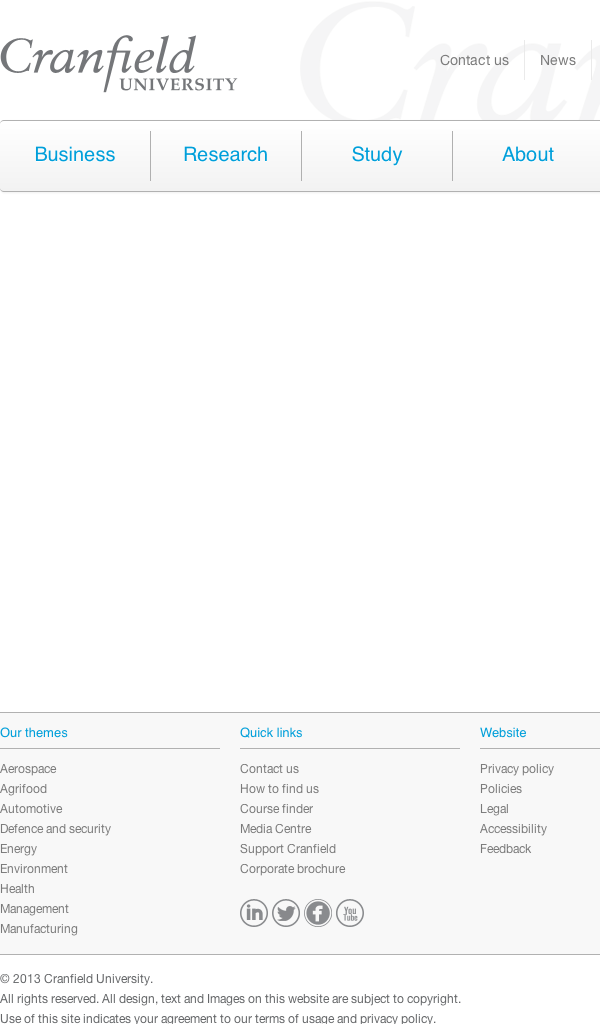 Cranfield
UNIVERSITY
Contact us
News
Business
Research
Study
About
Our themes
Aerospace
Agrifood
Automotive
Defence and security
Energy
Environment
Health
Management
Manufacturing
Quick links
Contact us
How to find us
Course finder
Media Centre
Support Cranfield
Corporate brochure
in
f
You
Tube
Website
Privacy policy
Policies
Legal
Accessibility
Feedback
© 2013 Cranfield University.
All rights reserved. All design, text and Images on this website are subject to copyright.
Use of this site indicates your agreement to our terms of usage and privacy policy.